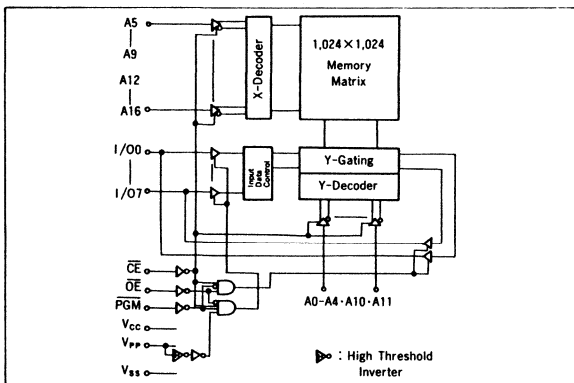 A5
A9
A12
A16
I/O0
I/O7
X-Decoder
1,024×1,024
Memory
Matrix
Input
Data
Control
Y-Gating
Y-Decoder
CE
OE
PGM
VCC
VPP
VSS
A0-A4·A10·A11
: High Threshold
Inverter